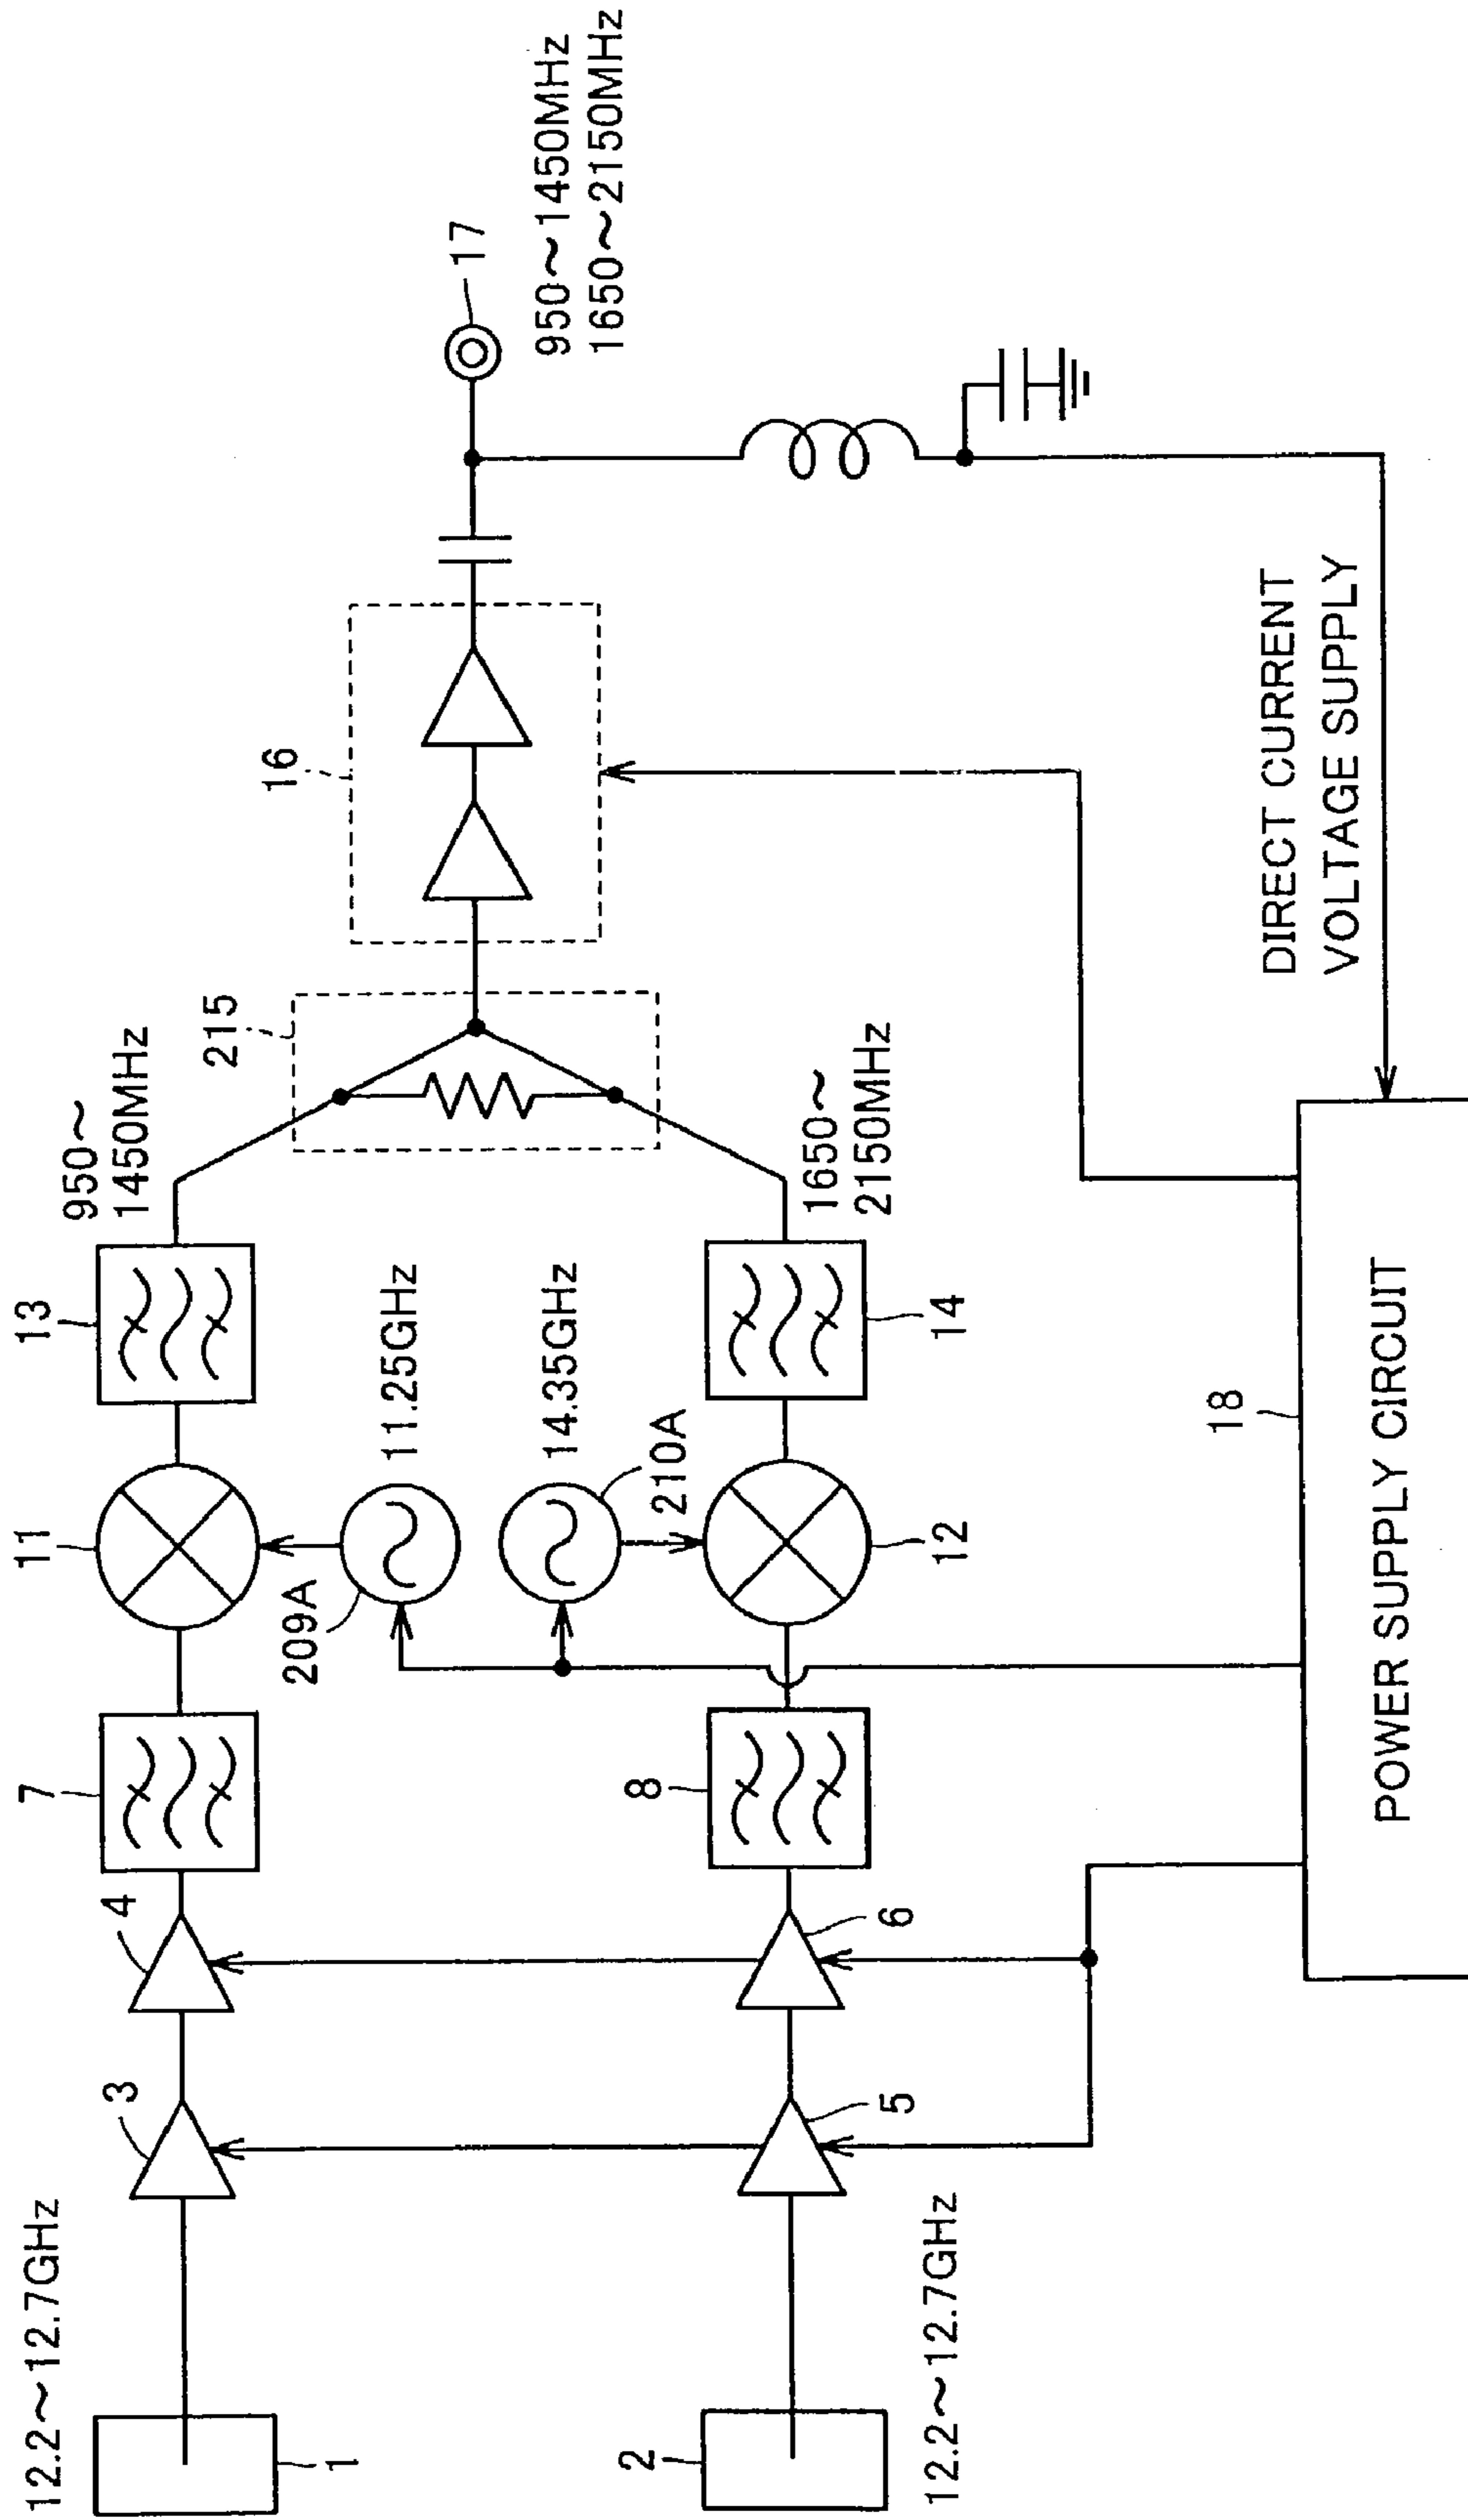 12.2~12.7GHz
1
3
4
7
11
209A
11.25GHz
13
950~
1450MHz
215
16
17
950~1450MHz
1650~2150MHz
2
12.2~12.7GHz
5
6
8
14.35GHz
210A
12
14
1650~
2150MHz
18
POWER SUPPLY CIRCUIT
DIRECT CURRENT
VOLTAGE SUPPLY